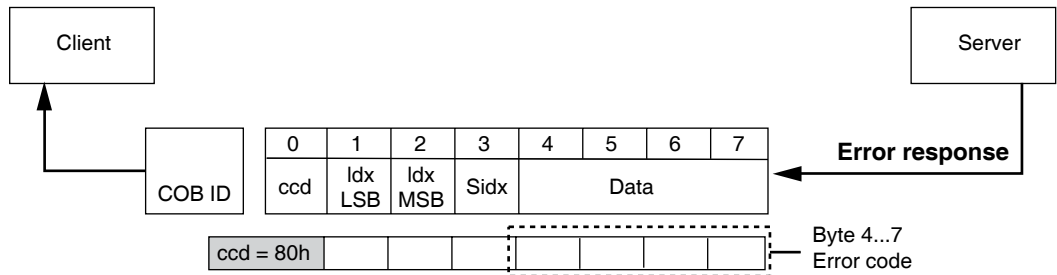 Client
Server
0 1 2 3 4 5 6 7
Error response
COB ID
ccd Idx LSB Idx MSB Sidx Data
ccd = 80h
Byte 4...7
Error code